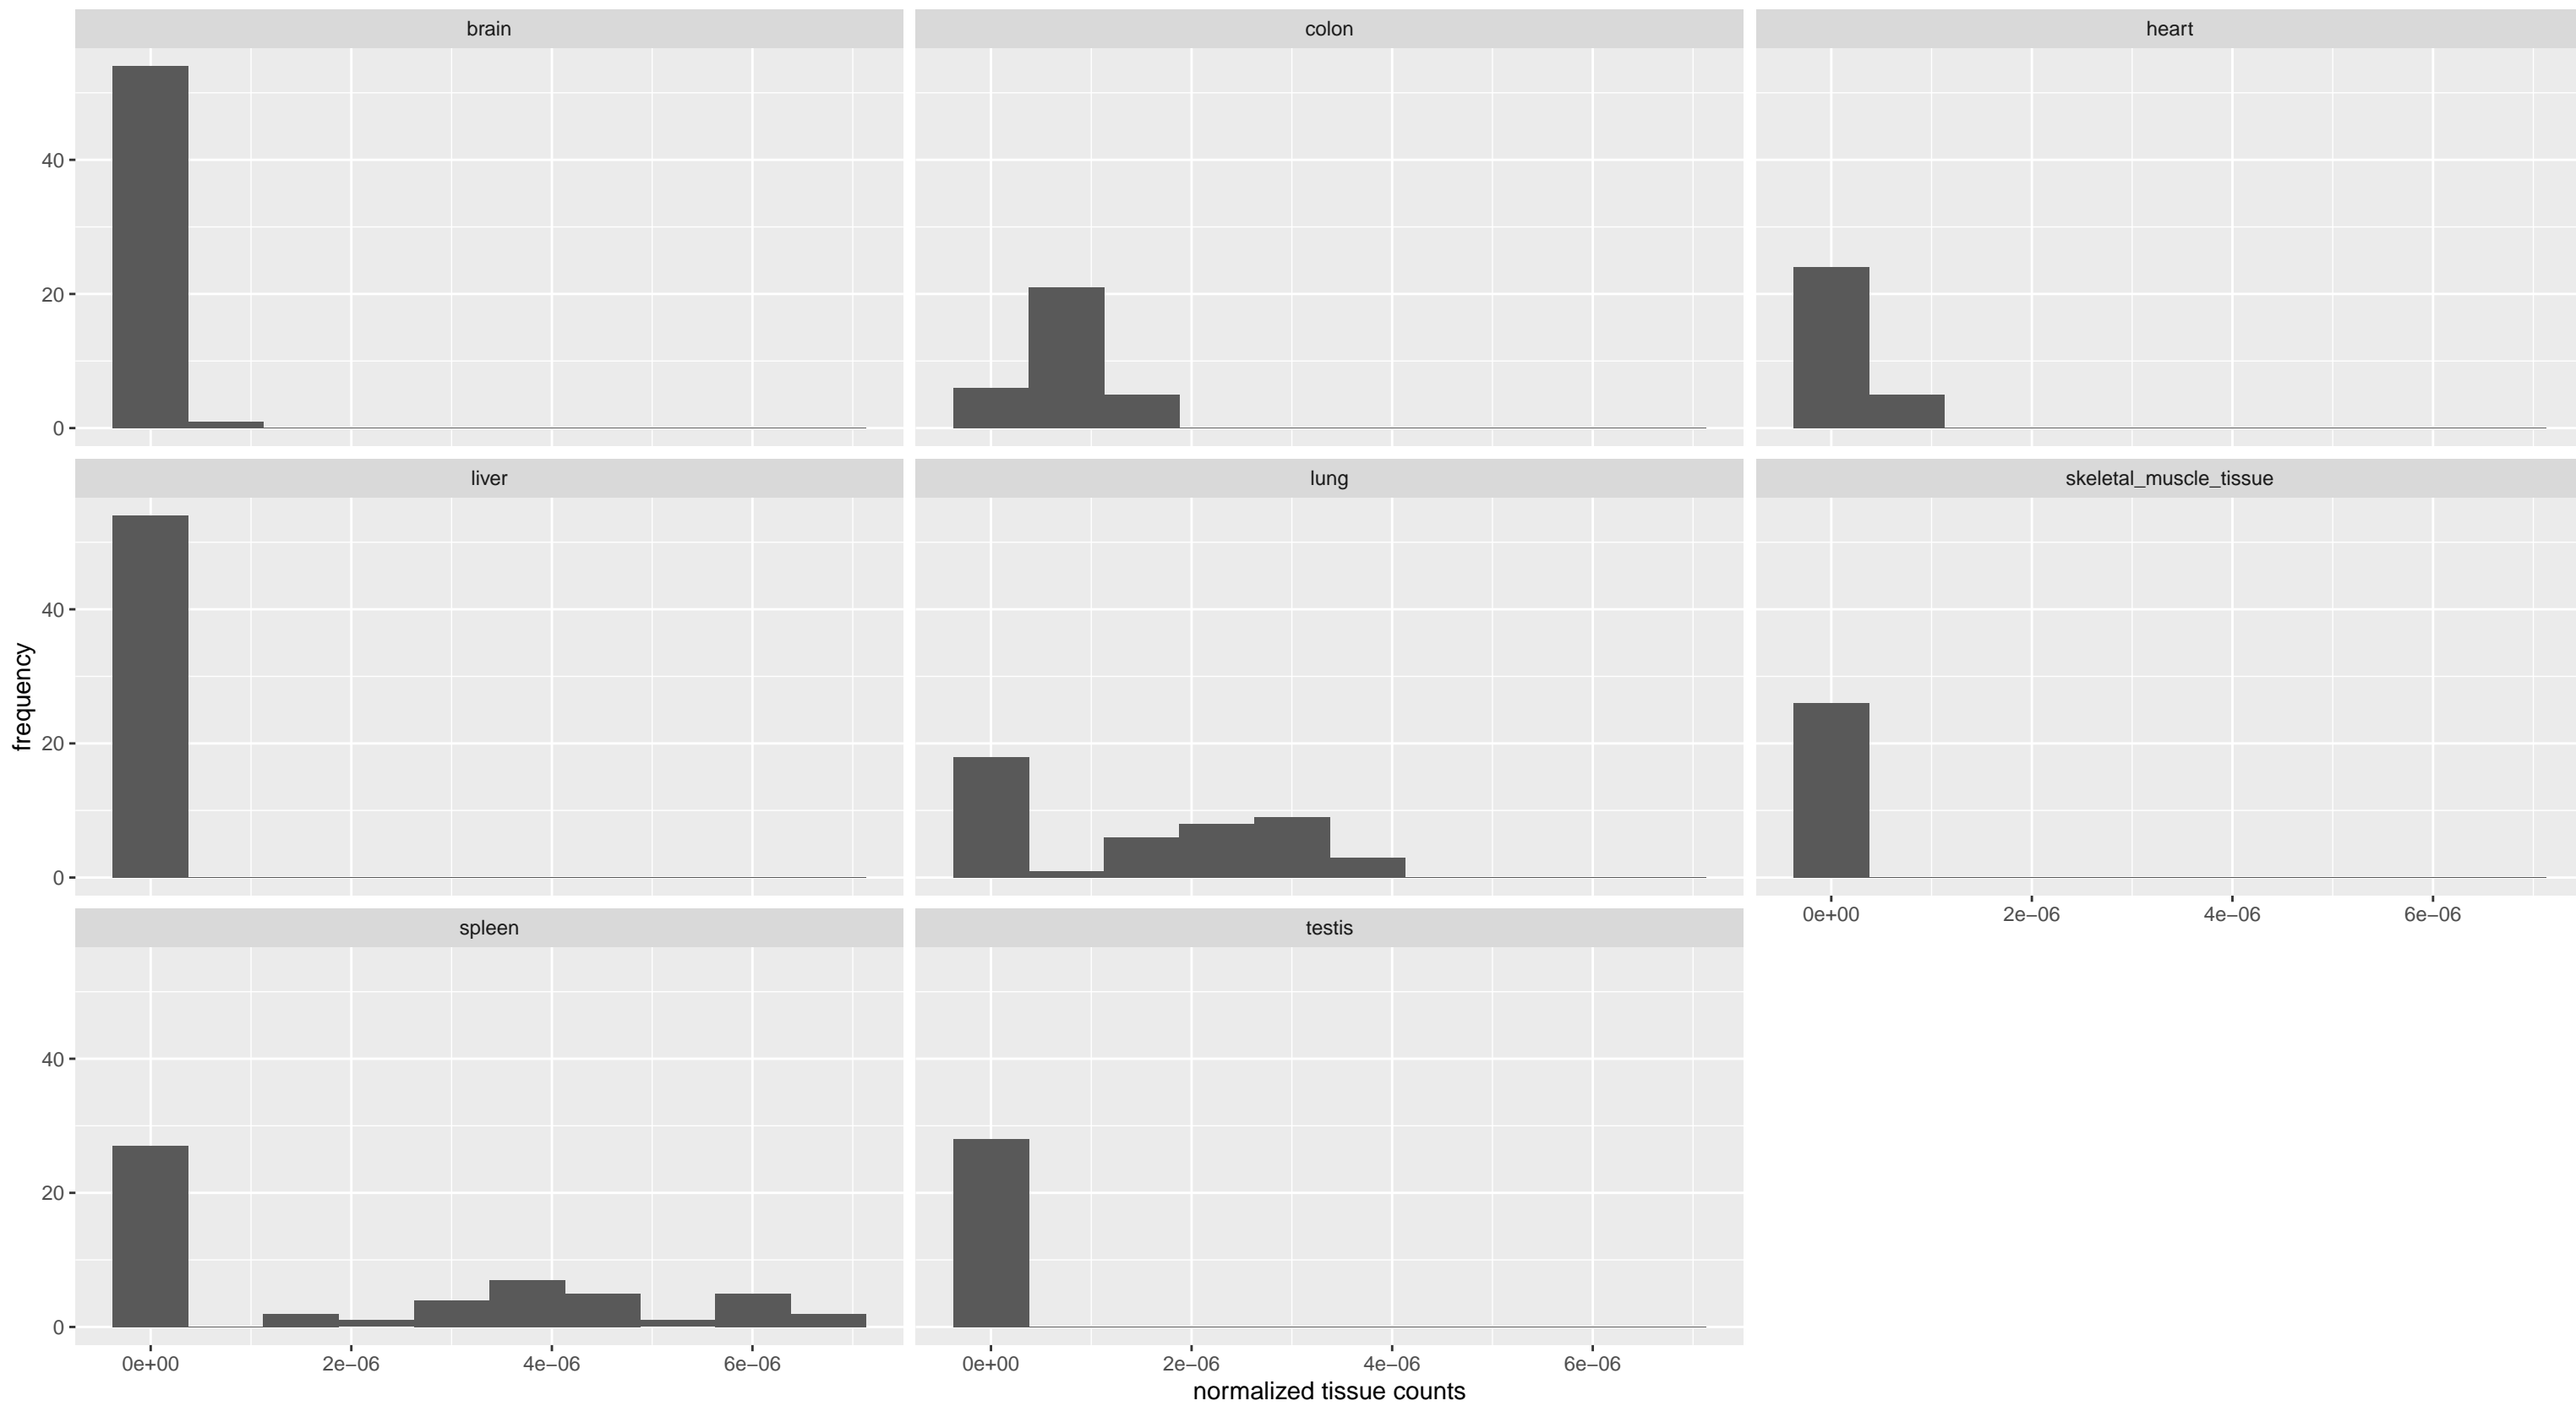 brain
colon
heart
40
20
0
liver
lung
skeletal_muscle_tissue
frequency
40
20
0
0e+00
2e−06
4e−06
6e−06
spleen
testis
40
20
0
0e+00
2e−06
4e−06
6e−06
0e+00
2e−06
4e−06
6e−06
normalized tissue counts